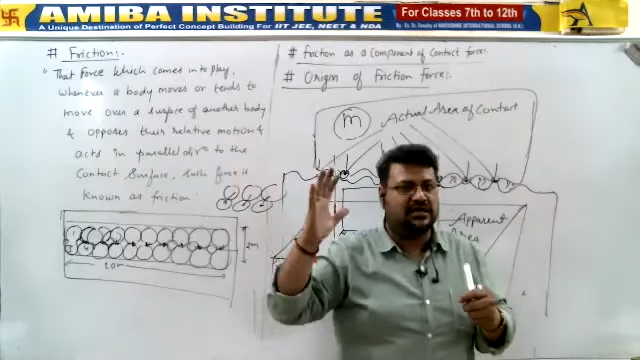 AMIBA INSTITUTE
For Classes 7th to 12th
A Unique Destination of Perfect Concept Building For IIT JEE, NEET & NDA
# Friction:-
"That force which comes into play,
whenever a body moves or tends to
move over a surface of another body
& opposes their relative motion &
acts in parallel dirn to the
Contact Surface, Such force is
known as friction
2m
10m
# friction as a component of contact force:
# Origin of friction force:-
m
Actual Area of Contact
Apparent
Area